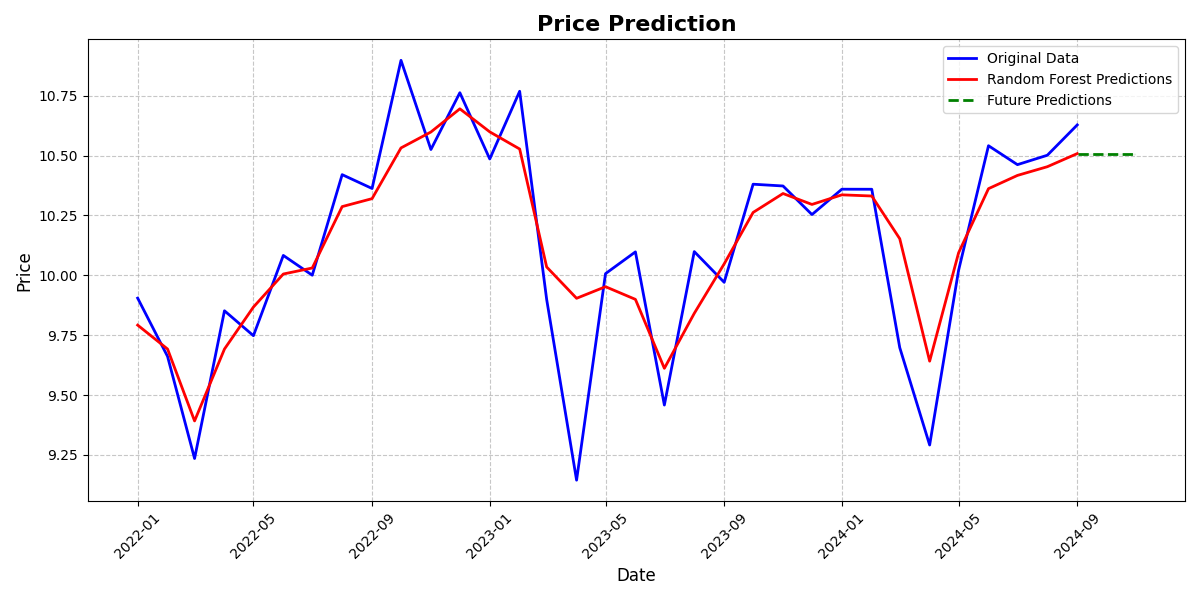 Price Prediction
Original Data
Random Forest Predictions
Future Predictions
Price
10.75
10.50
10.25
10.00
9.75
9.50
9.25
2022-01
2022-05
2022-09
2023-01
2023-05
2023-09
2024-01
2024-05
2024-09
Date